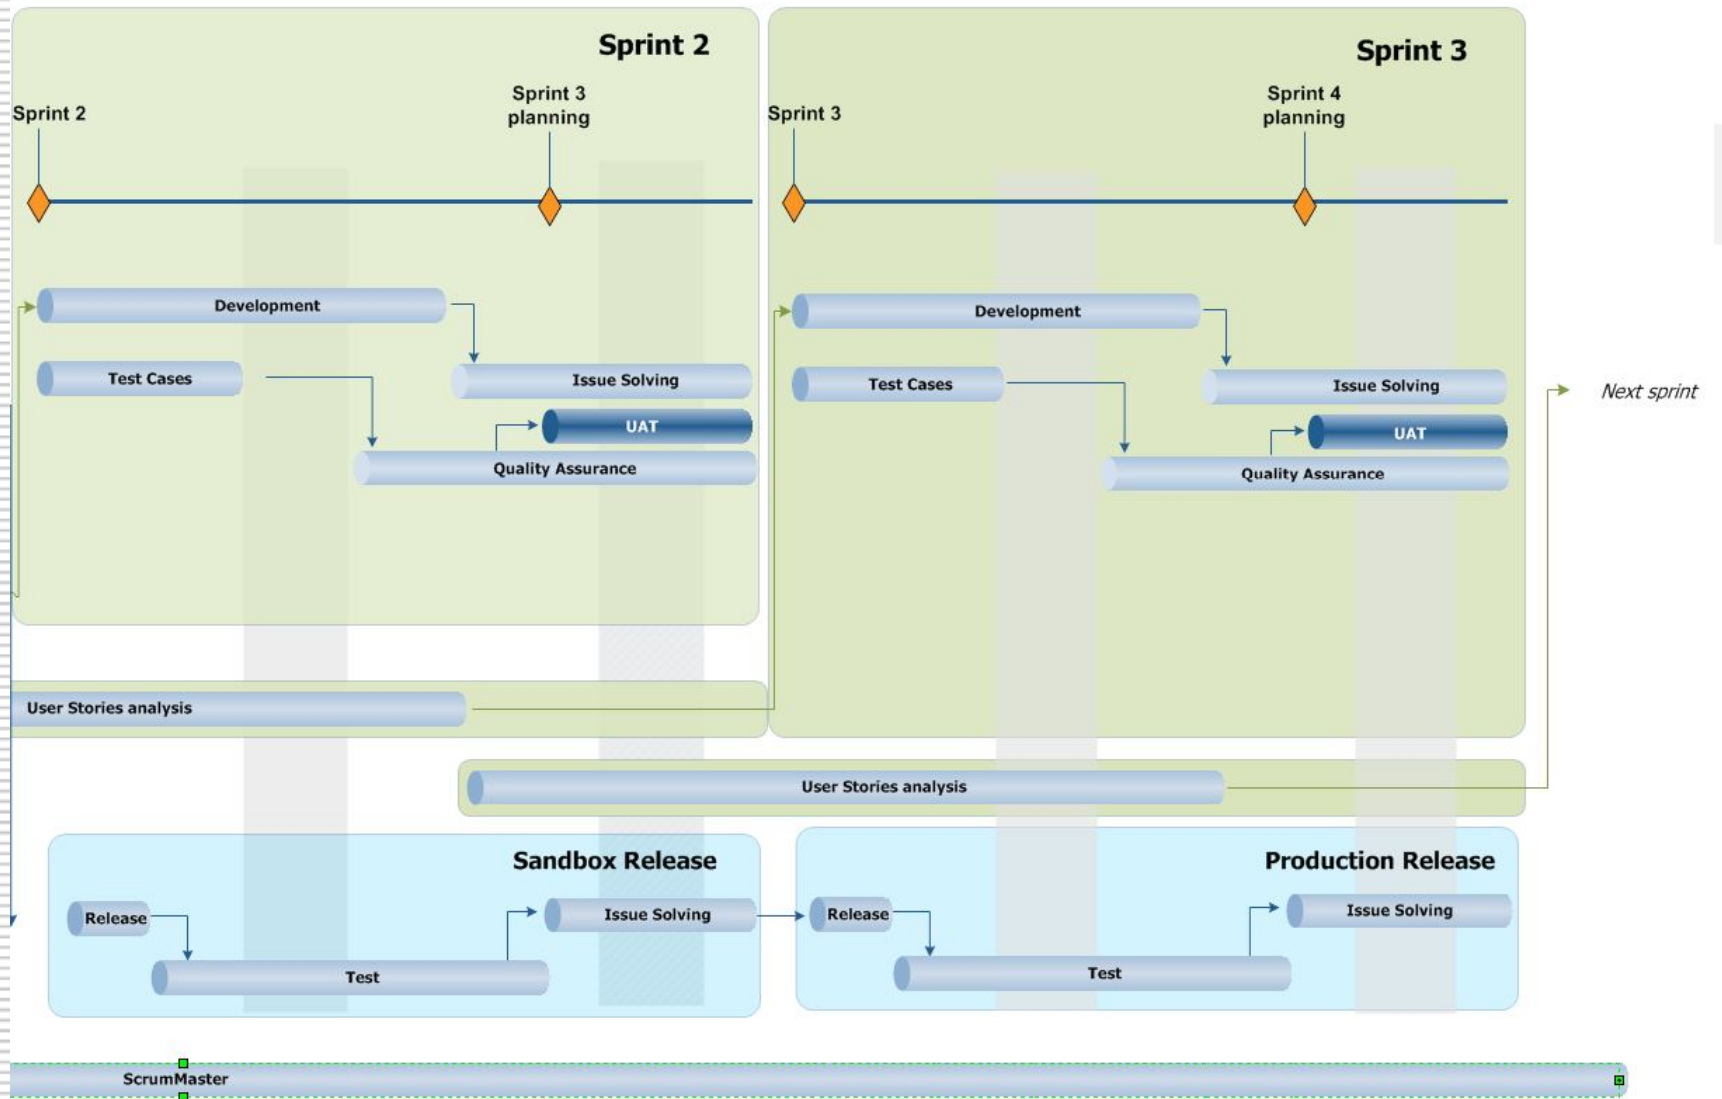 Sprint 2
Sprint 3
Sprint 2
Sprint 3
planning
Sprint 3
Sprint 4
planning
Development
Test Cases
Issue Solving
UAT
Quality Assurance
Development
Test Cases
Issue Solving
UAT
Quality Assurance
Next sprint
User Stories analysis
User Stories analysis
Sandbox Release
Release
Issue Solving
Test
Production Release
Release
Issue Solving
Test
ScrumMaster